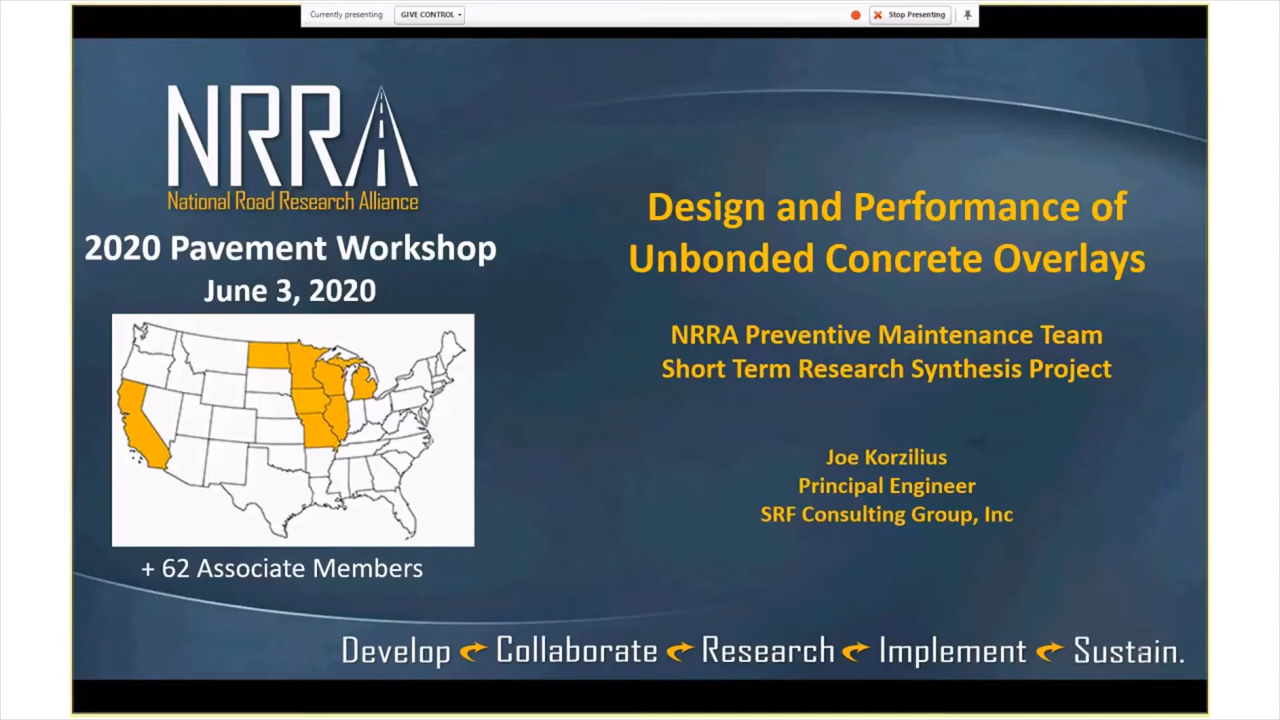 Currently presenting
GIVE CONTROL
Stop Presenting
NRRA
National Road Research Alliance
2020 Pavement Workshop
June 3, 2020
+ 62 Associate Members
Design and Performance of
Unbonded Concrete Overlays
NRRA Preventive Maintenance Team
Short Term Research Synthesis Project
Joe Korzilius
Principal Engineer
SRF Consulting Group, Inc
Develop Collaborate Research Implement Sustain.